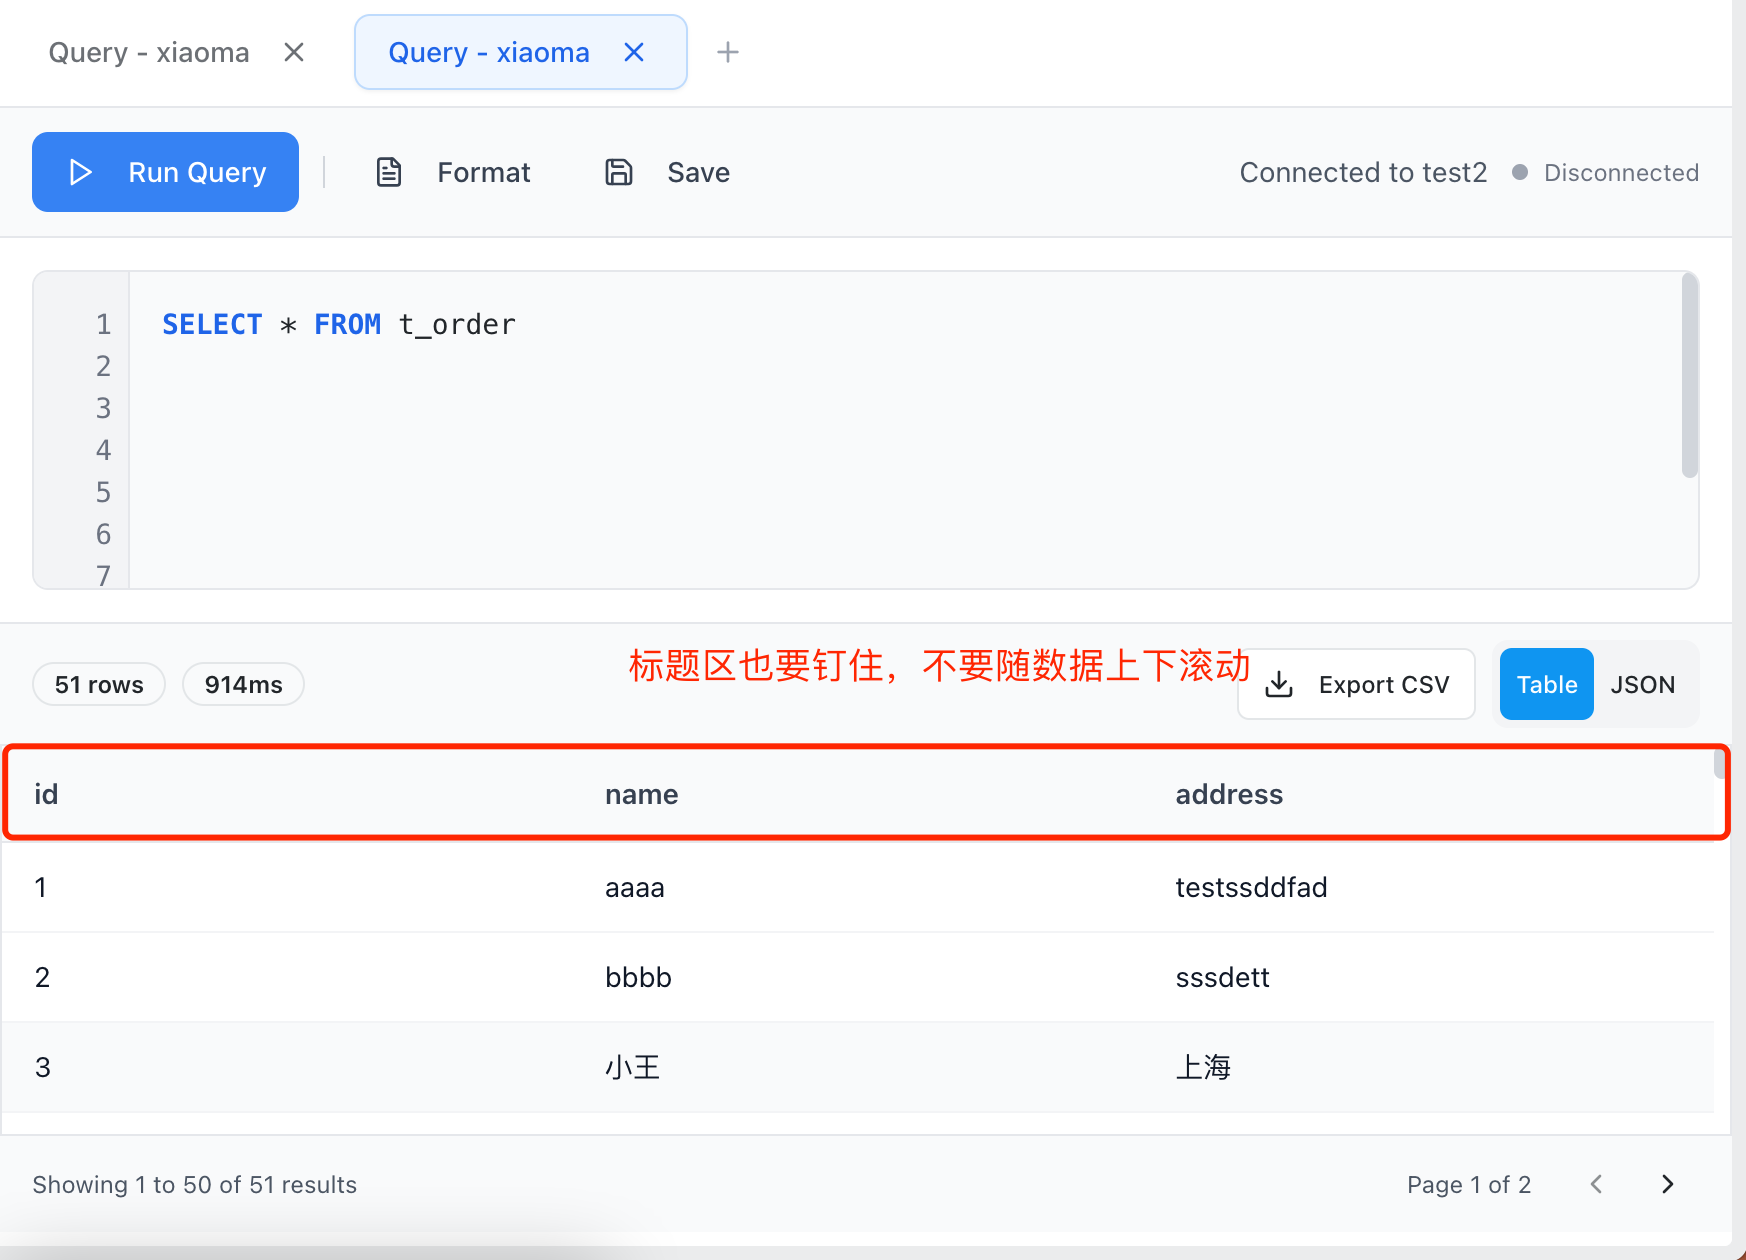 Query - xiaoma
Query - xiaoma
Run Query
Format
Save
Connected to test2
Disconnected
1 SELECT * FROM t_order
2
3
4
5
6
7
51 rows
914ms
标题区也要钉住，不要随数据上下滚动
Export CSV
Table
JSON
id name address
1 aaaa testssddfad
2 bbbb sssdett
3 小王 上海
Showing 1 to 50 of 51 results
Page 1 of 2